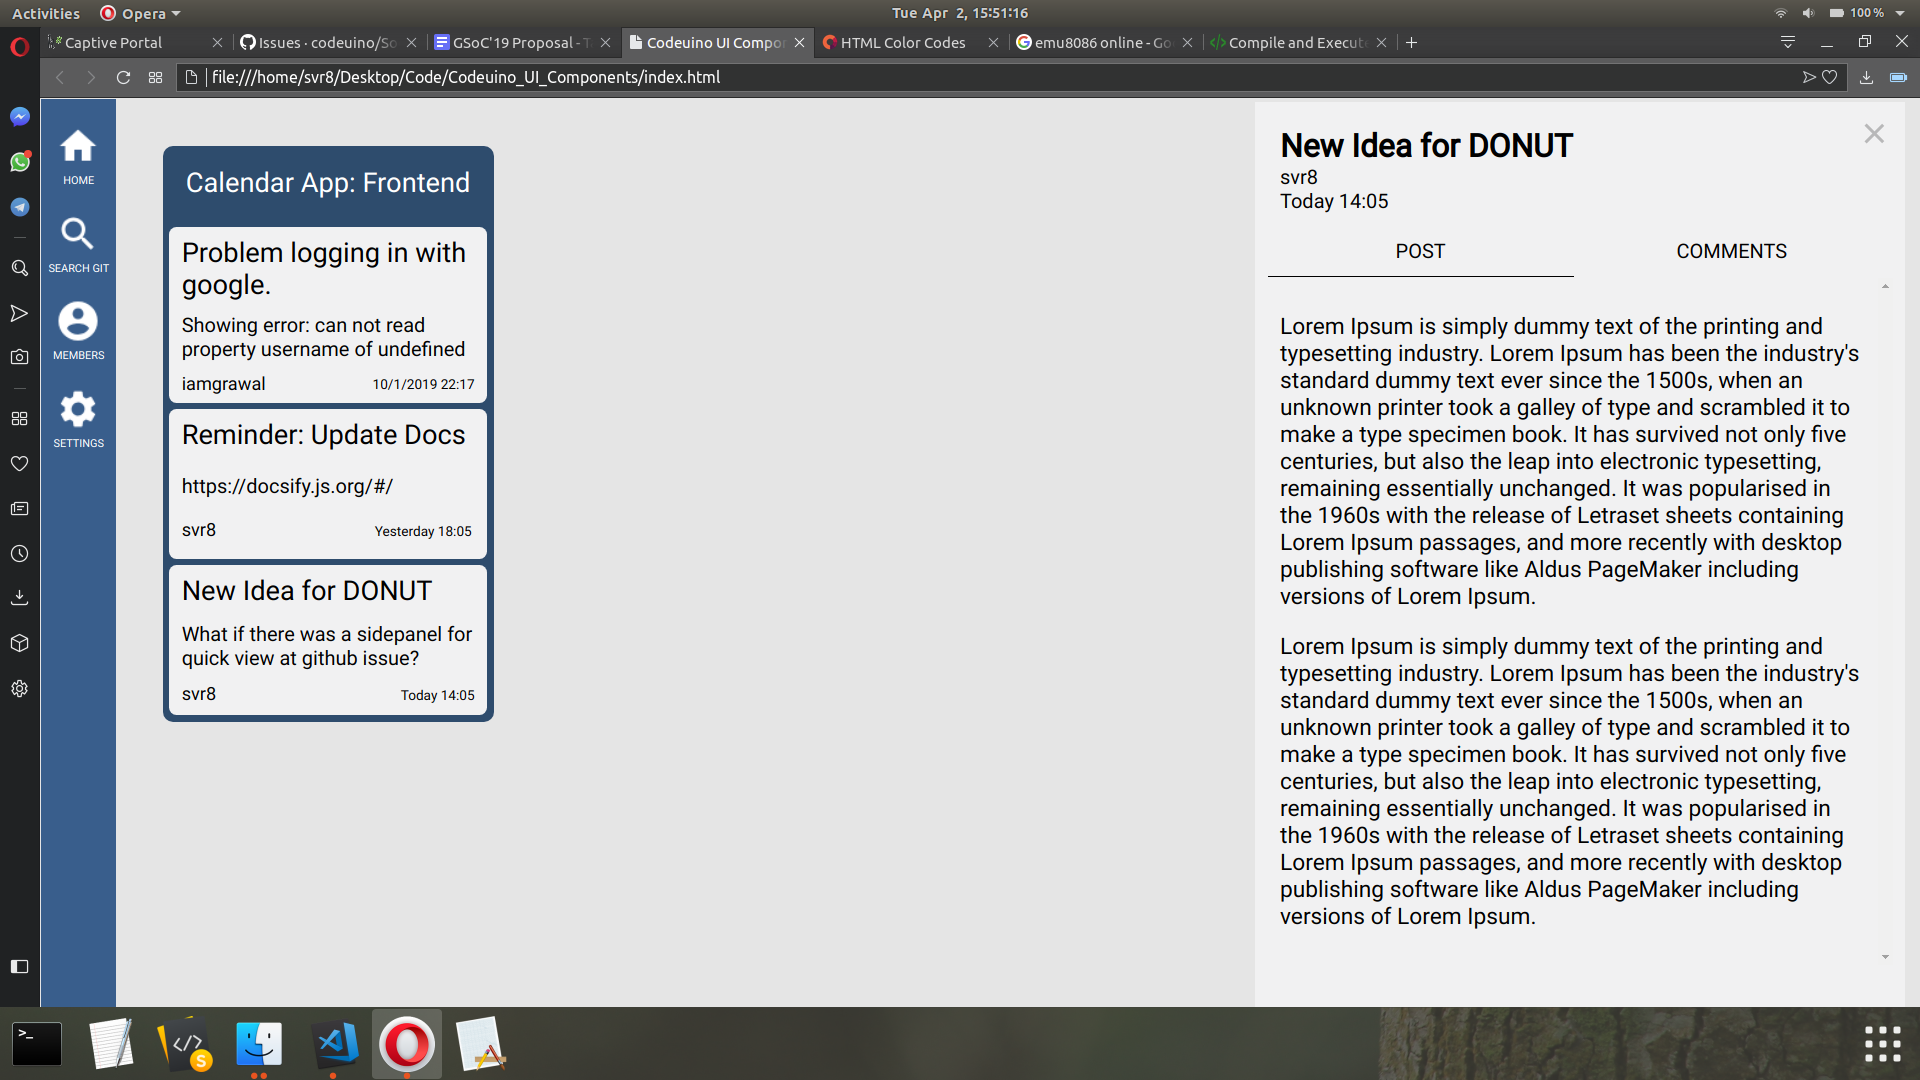 Activities
Opera
Tue Apr 2, 15:51:16
100 %
Captive Portal
Issues · codeuino/So
GSoC'19 Proposal - T
Codeuino UI Compo
HTML Color Codes
emu8086 online - Go
Compile and Execute
file:///home/svr8/Desktop/Code/Codeuino_UI_Components/index.html
HOME
SEARCH GIT
MEMBERS
SETTINGS
Calendar App: Frontend
Problem logging in with
google.
Showing error: can not read
property username of undefined
iamgrawal
10/1/2019 22:17
Reminder: Update Docs
https://docsify.js.org/#/
svr8
Yesterday 18:05
New Idea for DONUT
What if there was a sidepanel for
quick view at github issue?
svr8
Today 14:05
New Idea for DONUT
svr8
Today 14:05
POST
COMMENTS
Lorem Ipsum is simply dummy text of the printing and
typesetting industry. Lorem Ipsum has been the industry's
standard dummy text ever since the 1500s, when an
unknown printer took a galley of type and scrambled it to
make a type specimen book. It has survived not only five
centuries, but also the leap into electronic typesetting,
remaining essentially unchanged. It was popularised in
the 1960s with the release of Letraset sheets containing
Lorem Ipsum passages, and more recently with desktop
publishing software like Aldus PageMaker including
versions of Lorem Ipsum.
Lorem Ipsum is simply dummy text of the printing and
typesetting industry. Lorem Ipsum has been the industry's
standard dummy text ever since the 1500s, when an
unknown printer took a galley of type and scrambled it to
make a type specimen book. It has survived not only five
centuries, but also the leap into electronic typesetting,
remaining essentially unchanged. It was popularised in
the 1960s with the release of Letraset sheets containing
Lorem Ipsum passages, and more recently with desktop
publishing software like Aldus PageMaker including
versions of Lorem Ipsum.